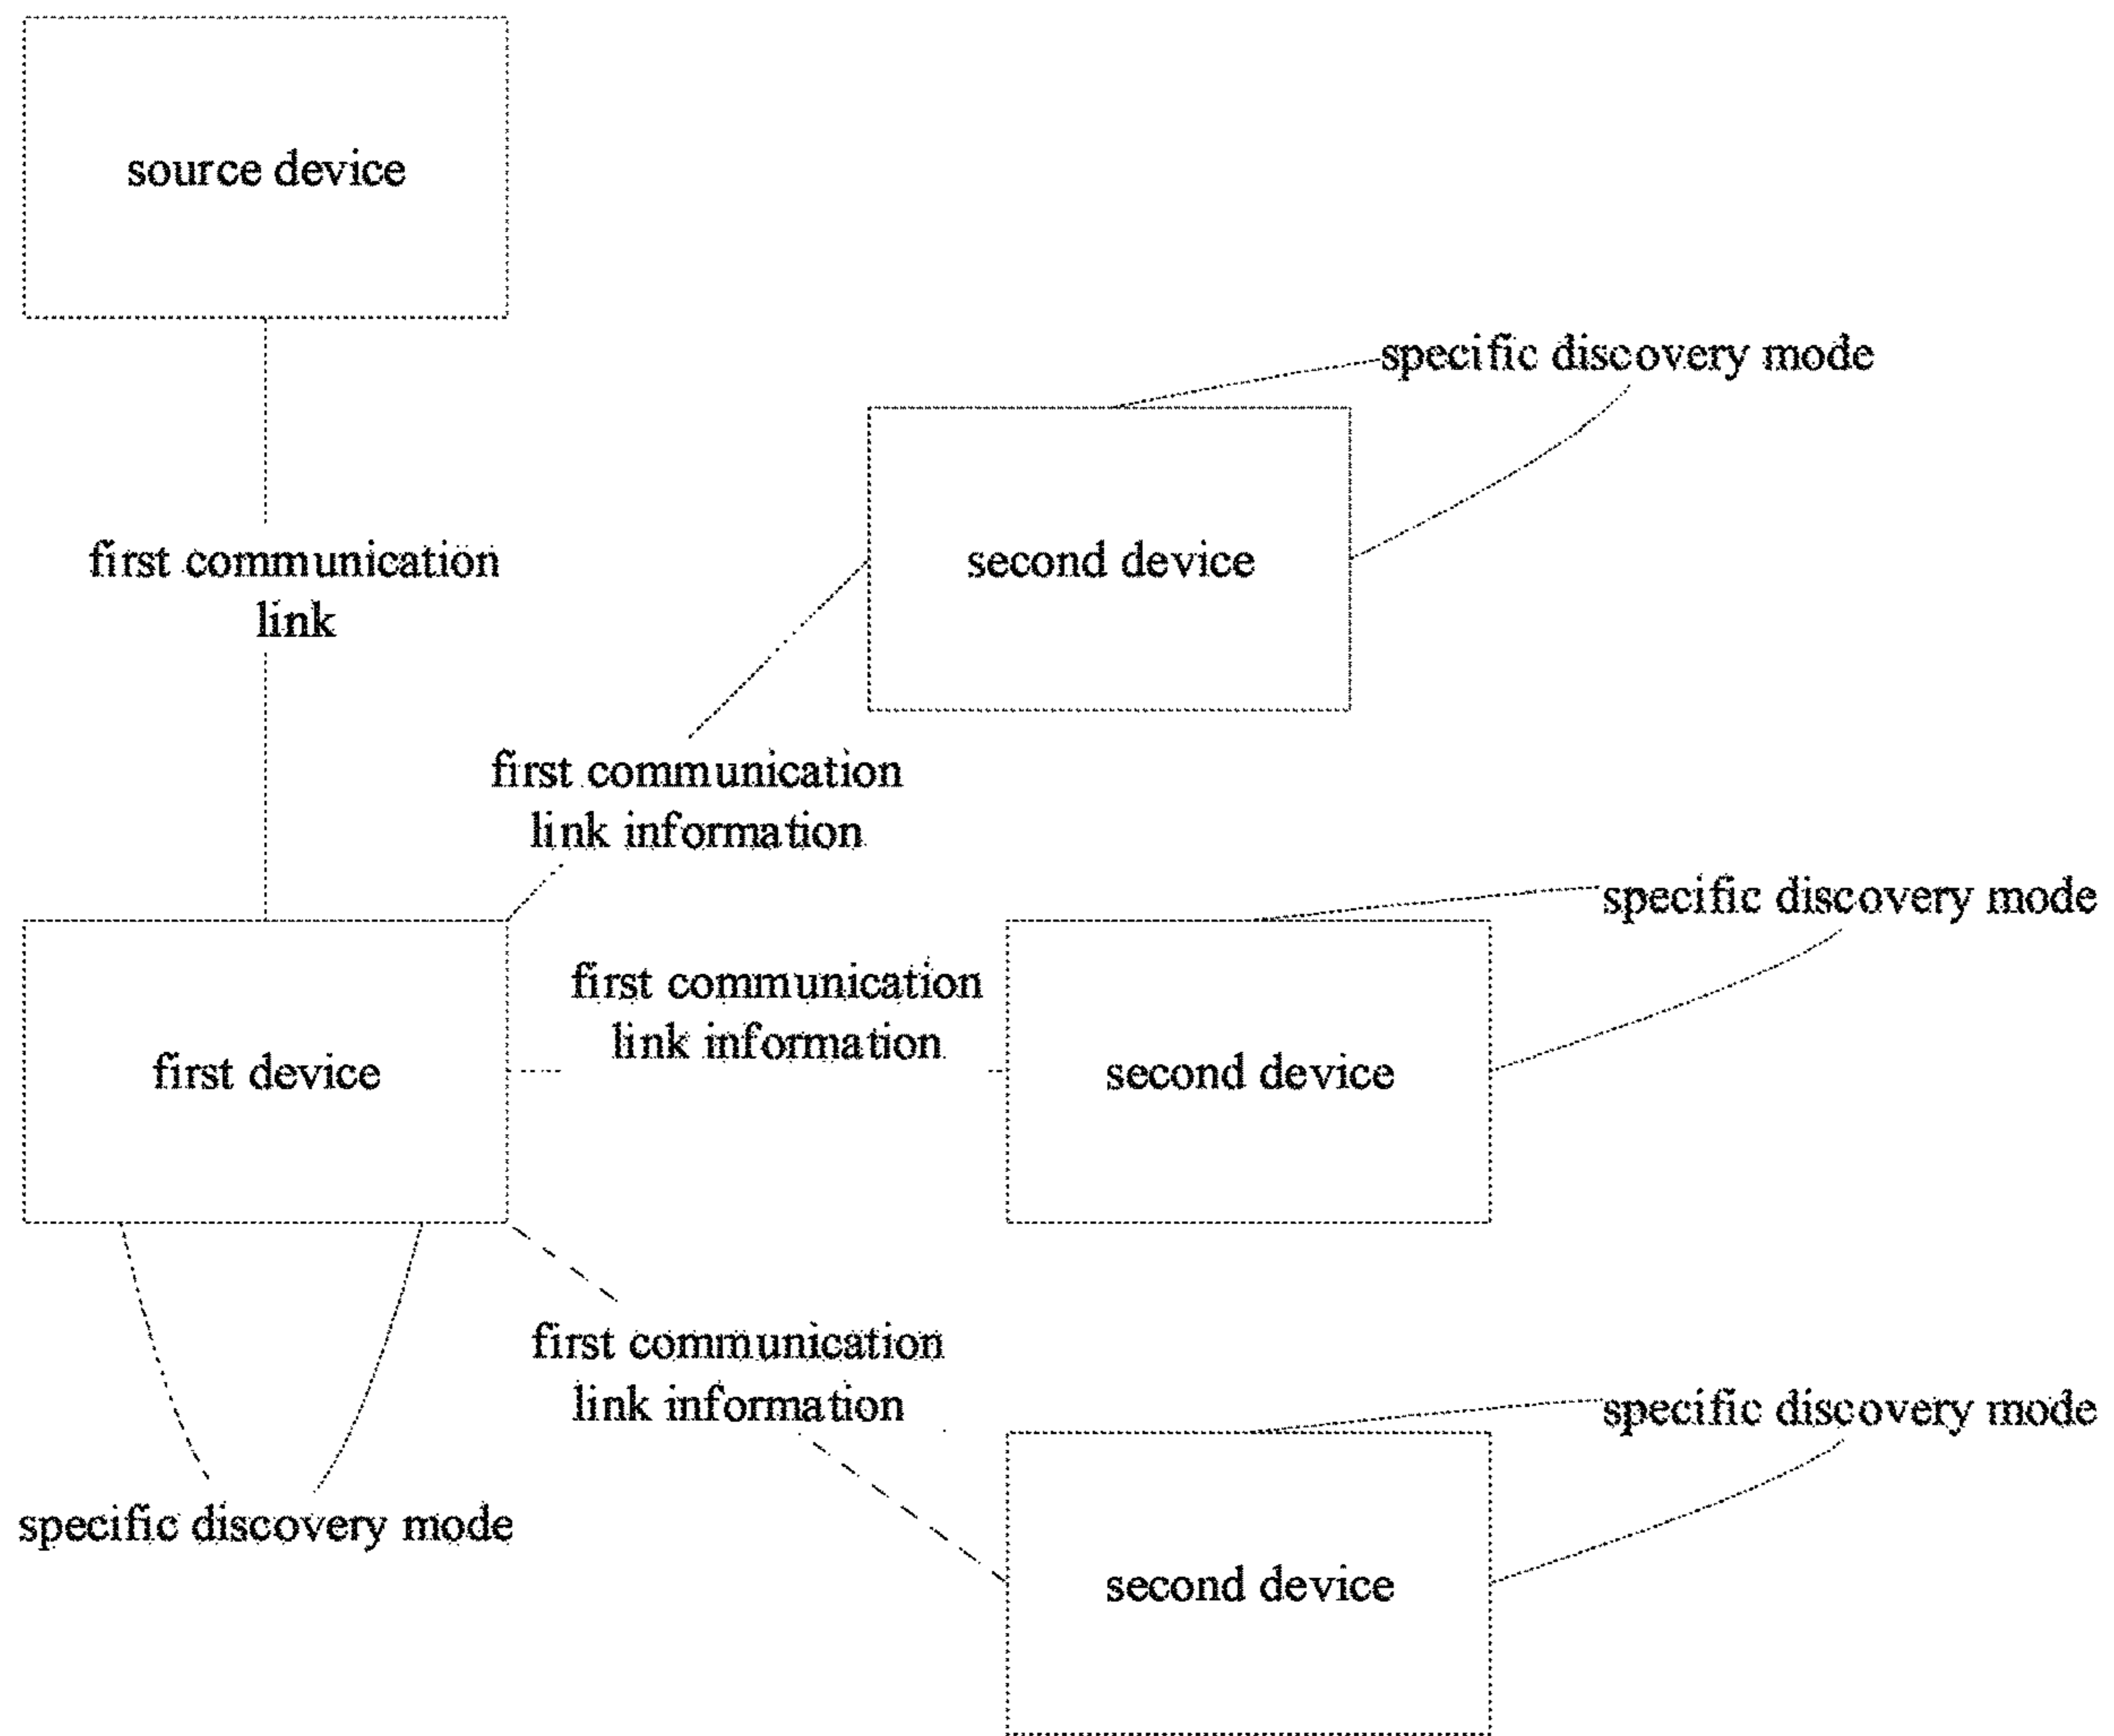 source device
specific discovery mode
first communication
link
second device
first communication
link information
specific discovery mode
first communication
link information
first device
second device
first communication
link information
specific discovery mode
specific discovery mode
second device